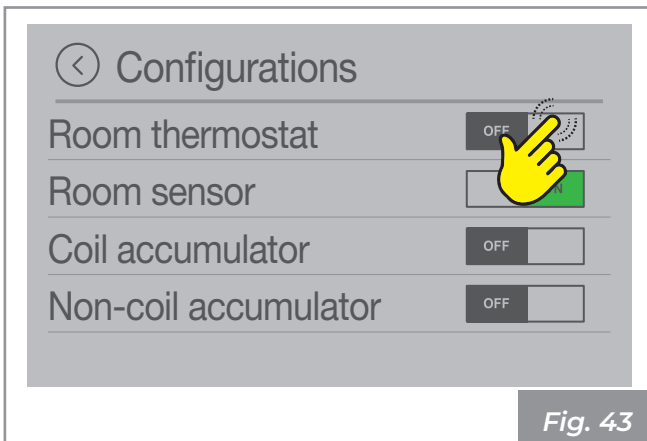 Configurations
Room thermostat OFF
Room sensor
Coil accumulator OFF
Non-coil accumulator OFF
Fig. 43